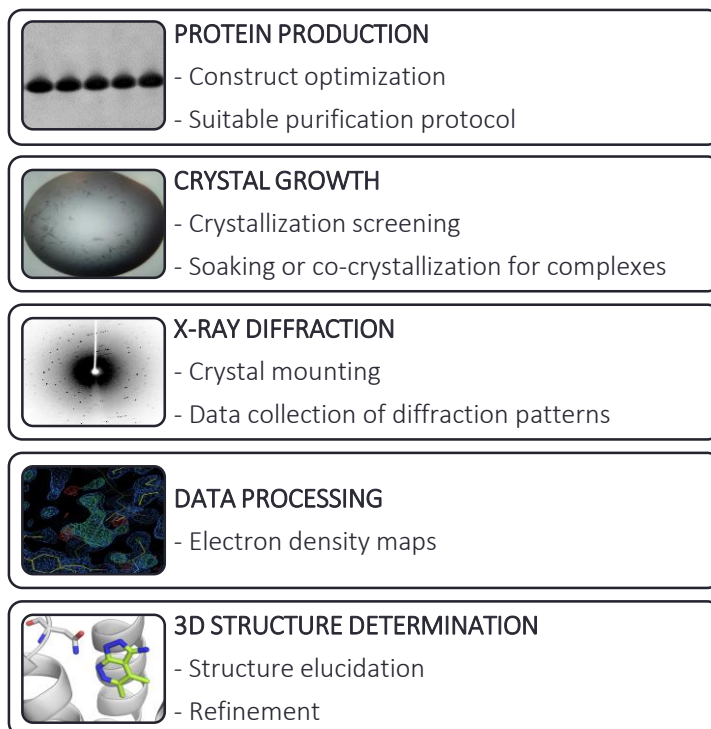 PROTEIN PRODUCTION
- Construct optimization
- Suitable purification protocol
CRYSTAL GROWTH
- Crystallization screening
- Soaking or co-crystallization for complexes
X-RAY DIFFRACTION
- Crystal mounting
- Data collection of diffraction patterns
DATA PROCESSING
- Electron density maps
3D STRUCTURE DETERMINATION
- Structure elucidation
- Refinement